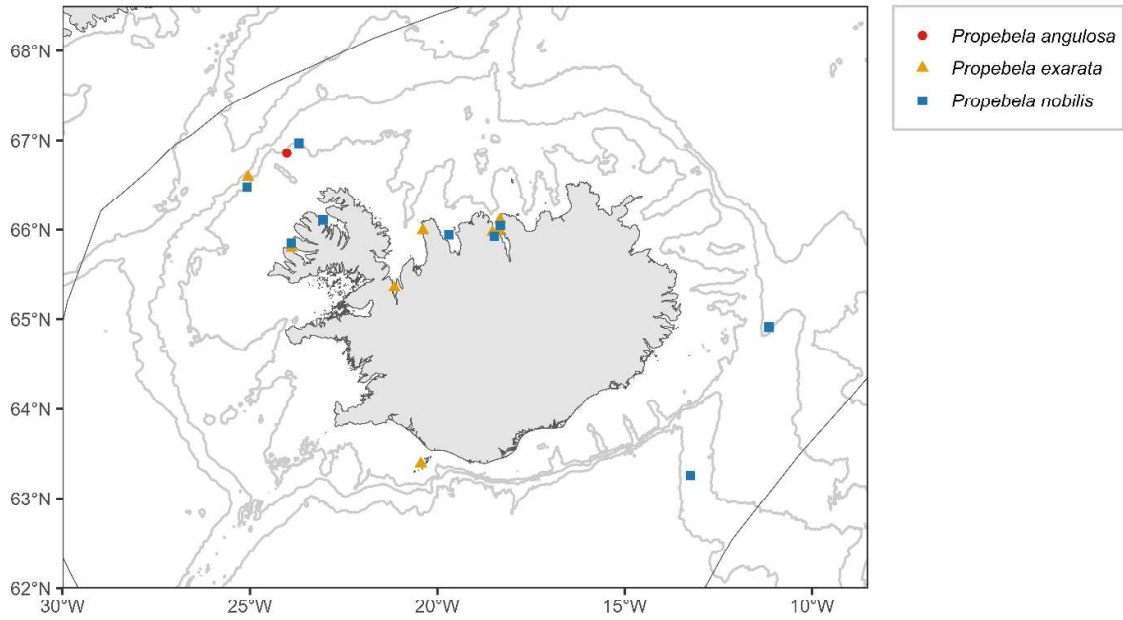 68°N
67°N
66°N
65°N
64°N
63°N
62°N
30°W
25°W
20°W
15°W
10°W
Propebela angulosa
Propebela exarata
Propebela nobilis